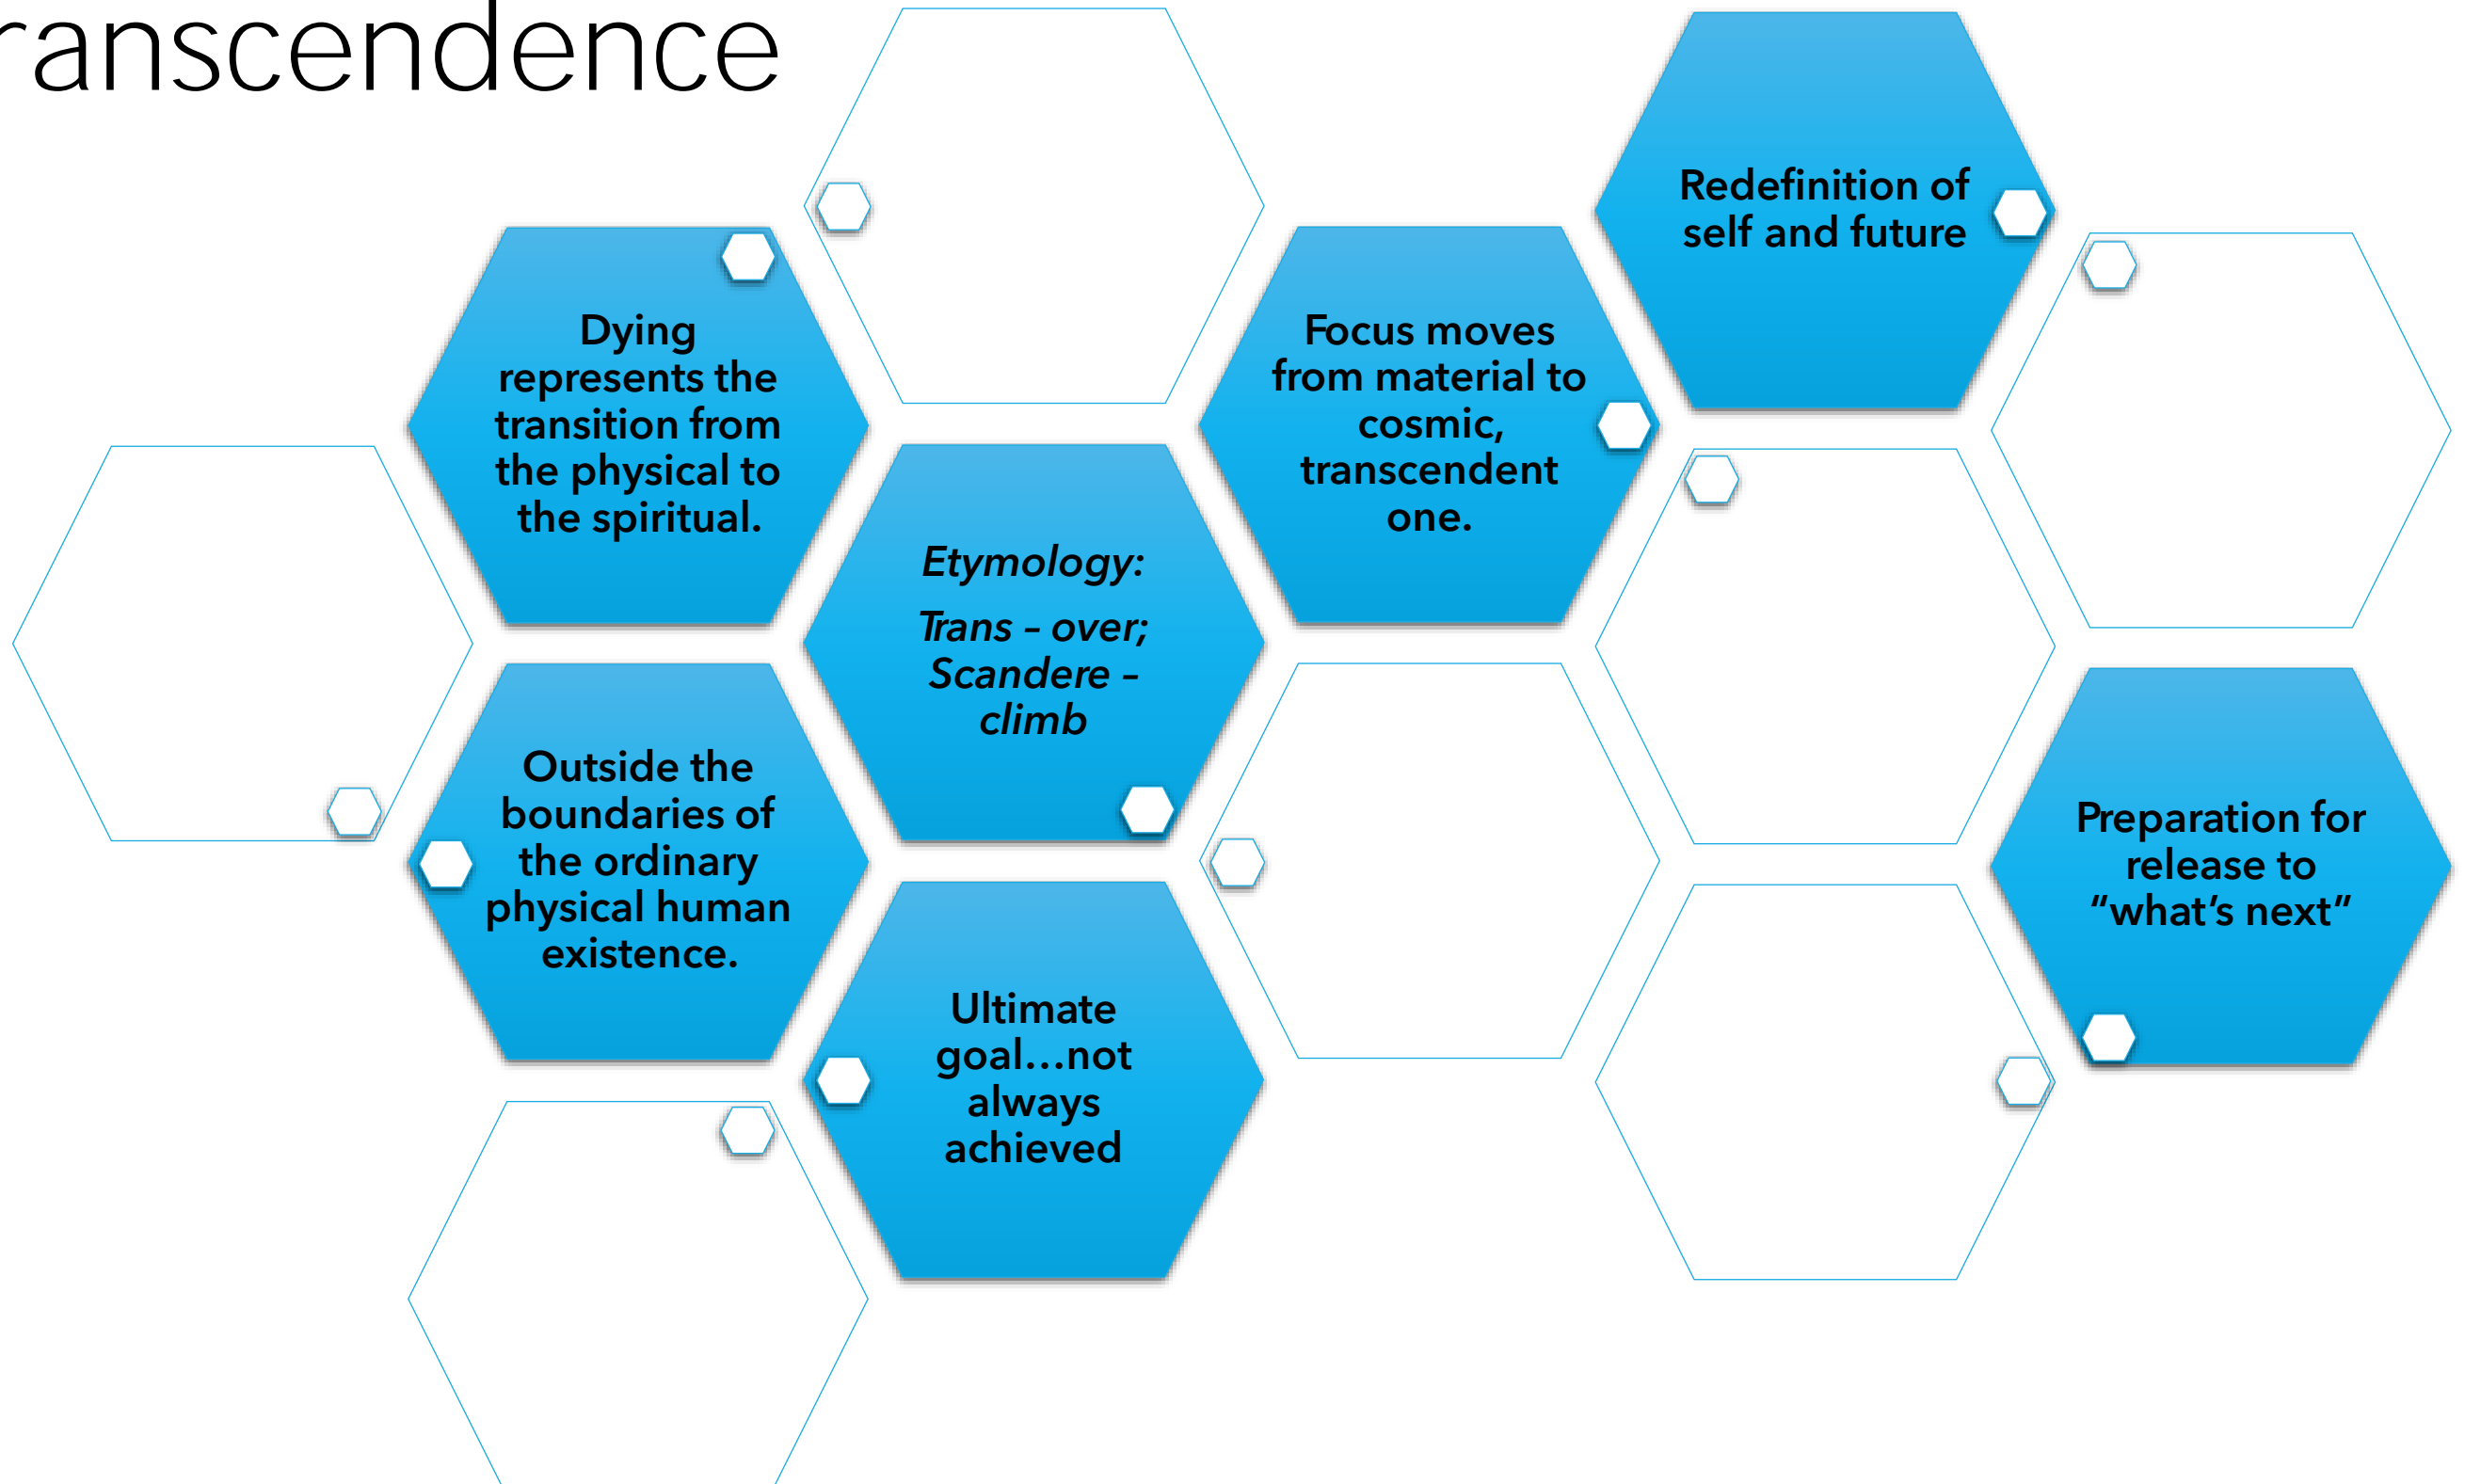 ranscendence
Dying
represents the
transition from
the physical to
the spiritual.
Outside the
boundaries of
the ordinary
physical human
existence.
Etymology:
Trans – over;
Scandere –
climb
Ultimate
goal…not
always
achieved
Focus moves
from material to
cosmic,
transcendent
one.
Redefinition of
self and future
Preparation for
release to
“what’s next”